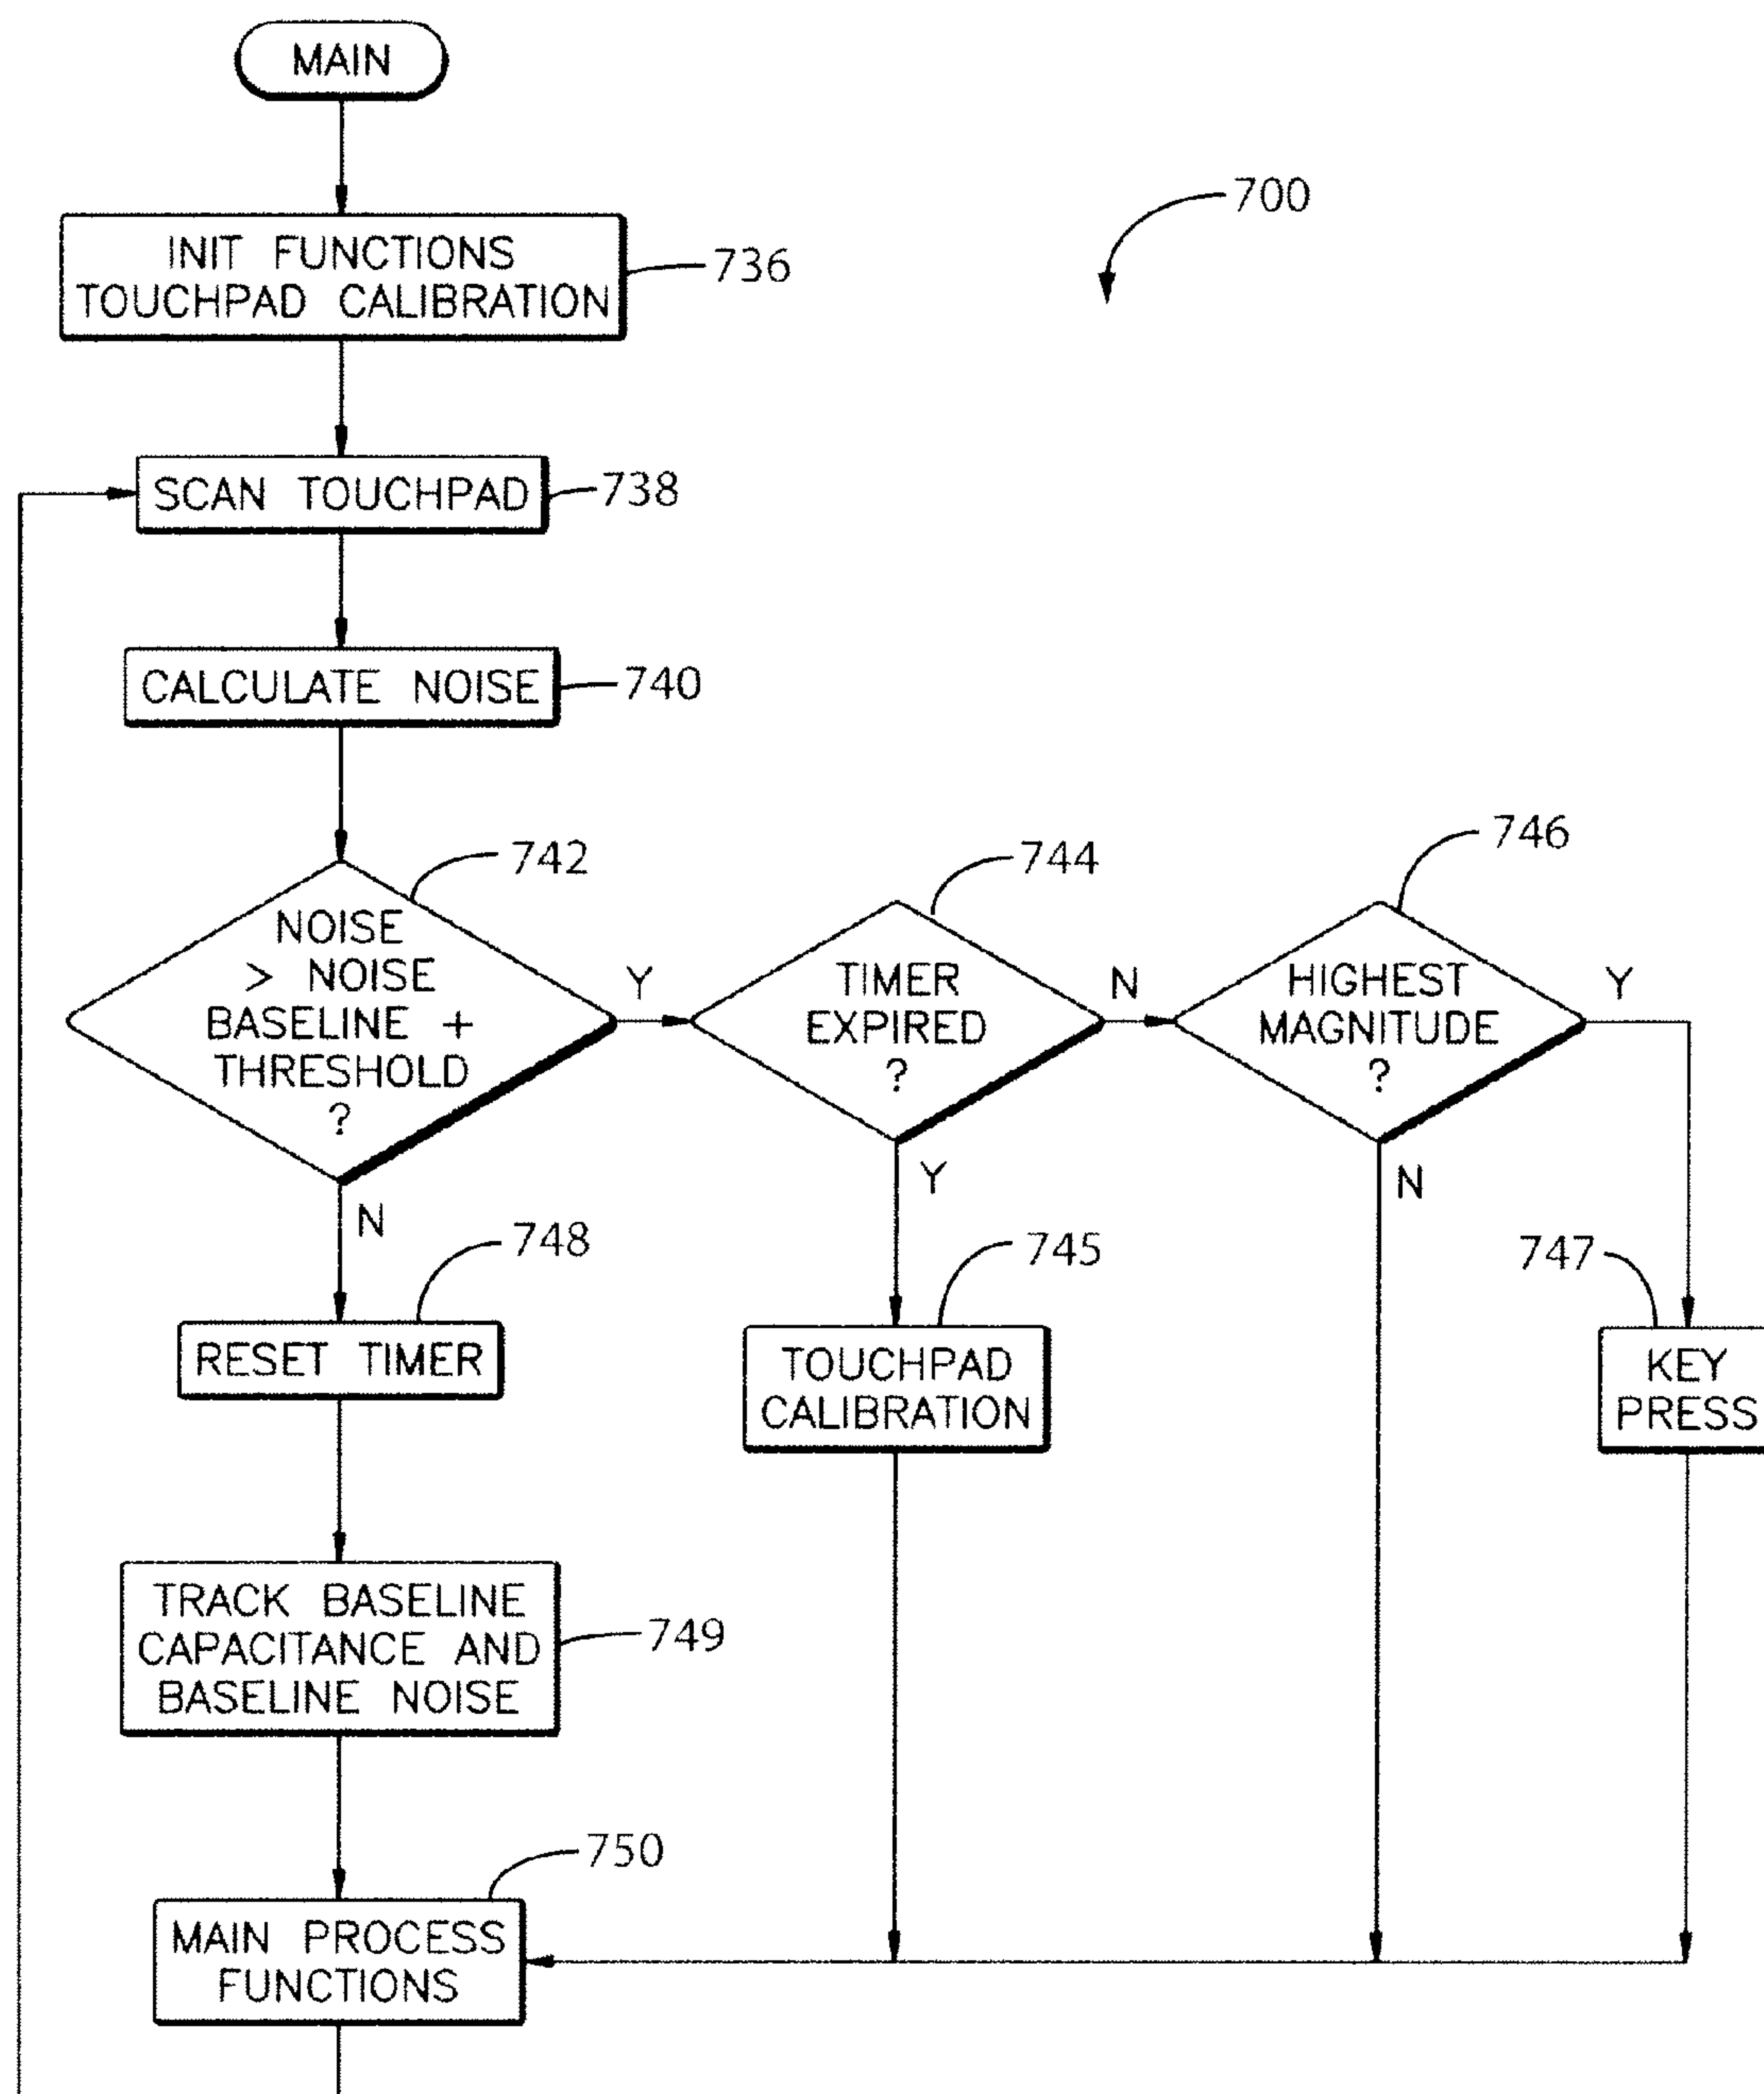 MAIN
700
INIT FUNCTIONS
TOUCHPAD CALIBRATION
736
SCAN TOUCHPAD
738
CALCULATE NOISE
740
742
NOISE
> NOISE
BASELINE +
THRESHOLD
?
Y
N
744
TIMER
EXPIRED
?
N
Y
746
HIGHEST
MAGNITUDE
?
Y
N
748
RESET TIMER
745
TOUCHPAD
CALIBRATION
747
KEY
PRESS
TRACK BASELINE
CAPACITANCE AND
BASELINE NOISE
749
750
MAIN PROCESS
FUNCTIONS